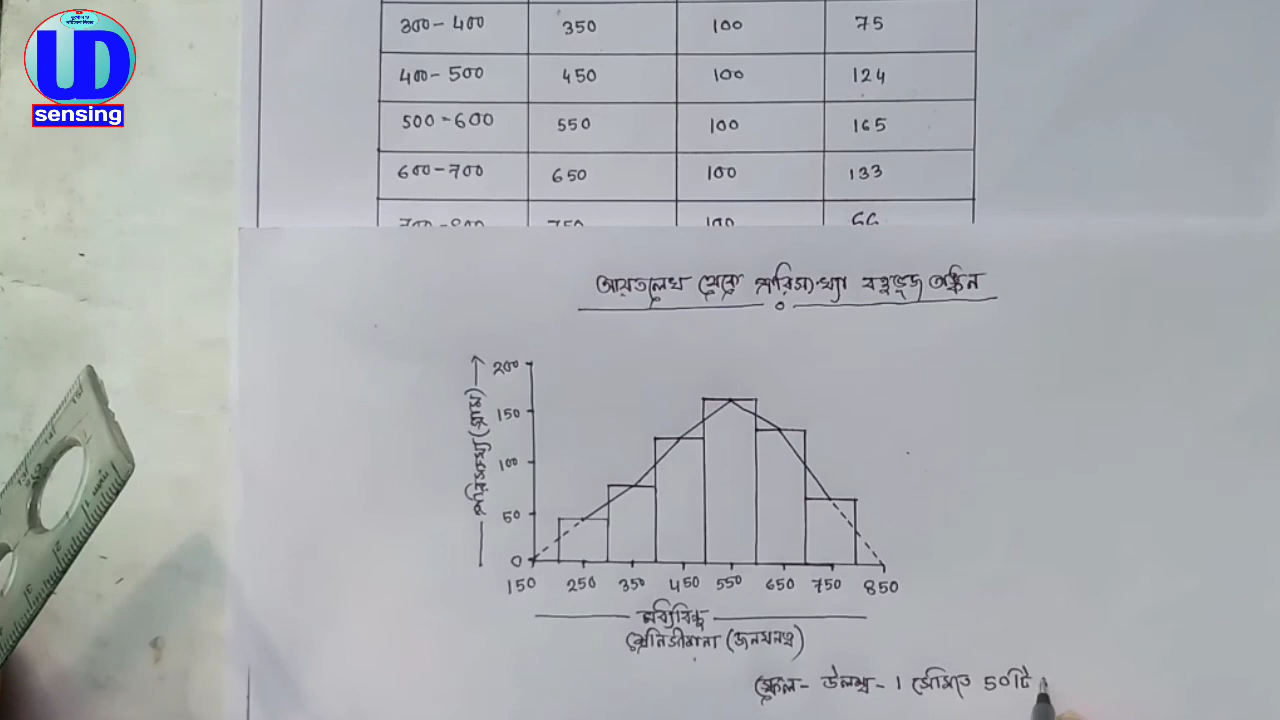 UD
sensing
300 - 400 350 100 75
400 - 500 450 100 124
500 - 600 550 100 165
600 - 700 650 100 133
আয়তলেখ থেকে পরিসংখ্যা বহুভুজ অঙ্কন
200
150
100
50
0
পরিসংখ্যা (গ্রাম)
150 250 350 450 550 650 750 850
মধ্যবিন্দু
শ্রেণিসীমানা (জনঘনত্ব)
স্কেল - উলম্ব - 1 সেমিতে 50টি